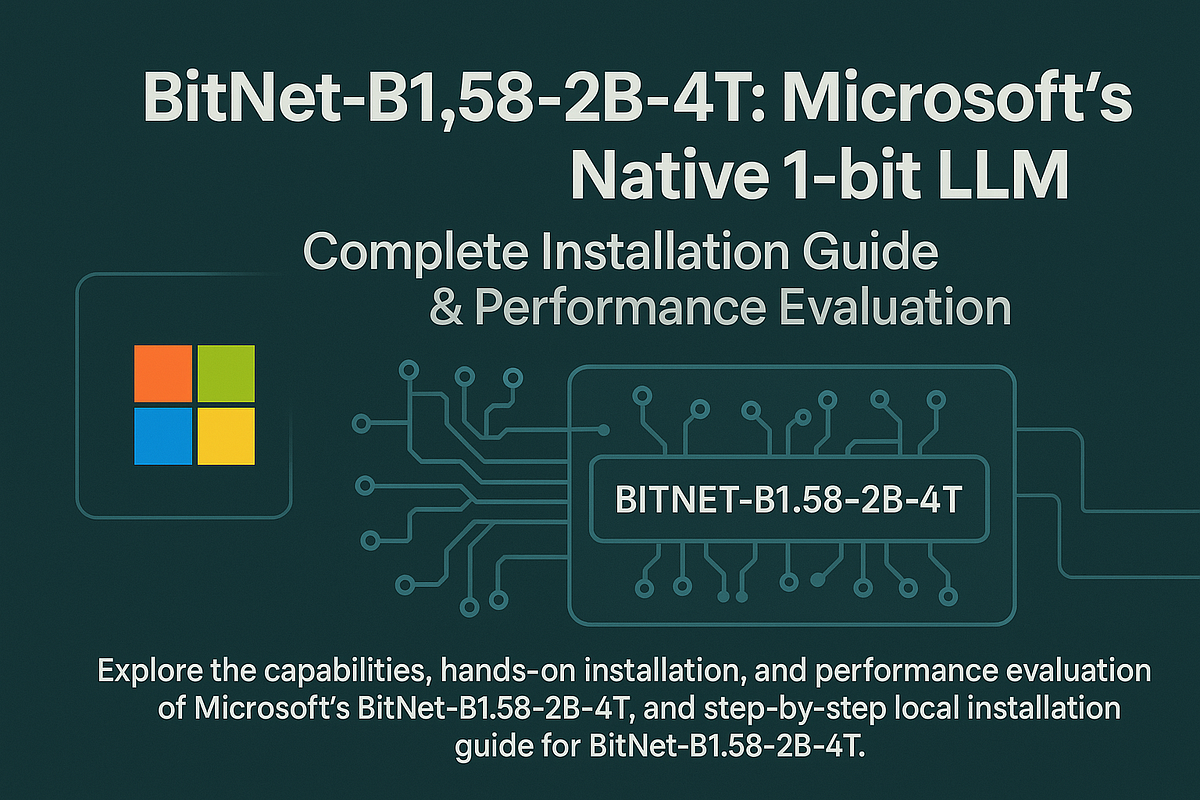 BitNet-B1,58-2B-4T: Microsoft's
Native 1-bit LLM
Complete Installation Guide
& Performance Evaluation
BITNET-B1.58-2B-4T
Explore the capabilities, hands-on installation, and performance evaluation
of Microsoft's BitNet-B1.58-2B-4T, and step-by-step local installation
guide for BitNet-B1.58-2B-4T.